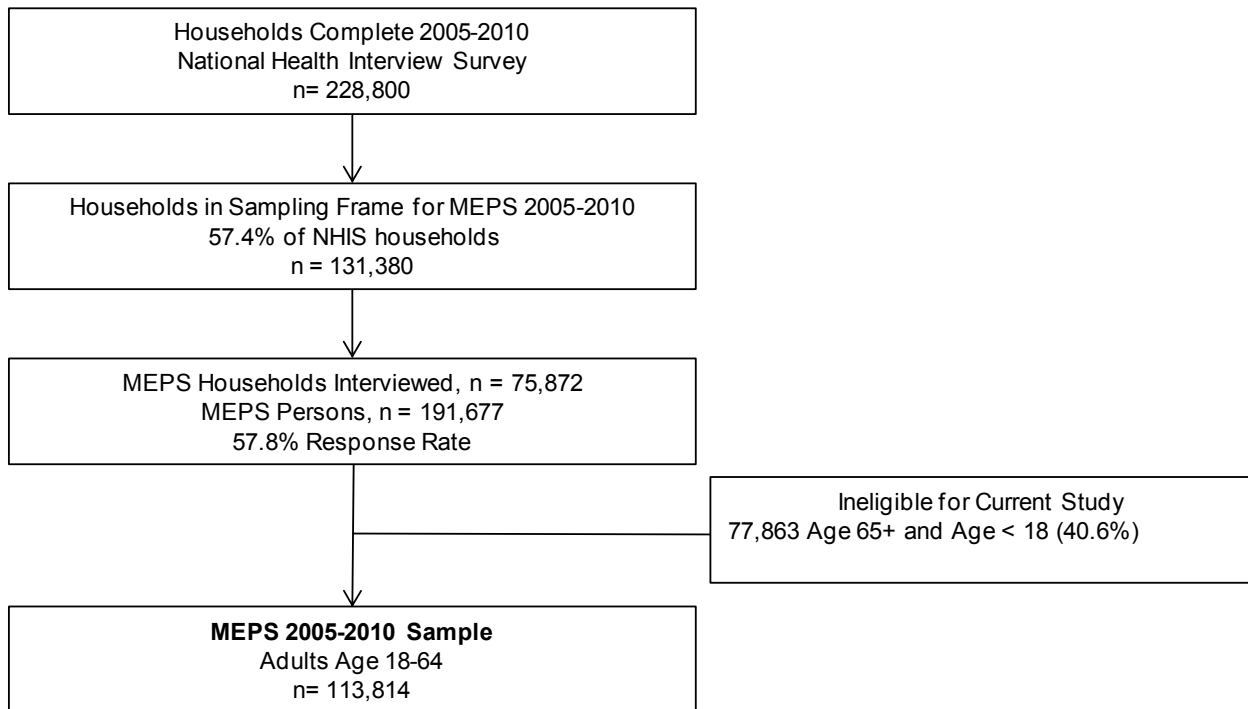 Households Complete 2005-2010
National Health Interview Survey
n= 228,800
Households in Sampling Frame for MEPS 2005-2010
57.4% of NHIS households
n = 131,380
MEPS Households Interviewed, n = 75,872
MEPS Persons, n = 191,677
57.8% Response Rate
Ineligible for Current Study
77,863 Age 65+ and Age < 18 (40.6%)
MEPS 2005-2010 Sample
Adults Age 18-64
n= 113,814